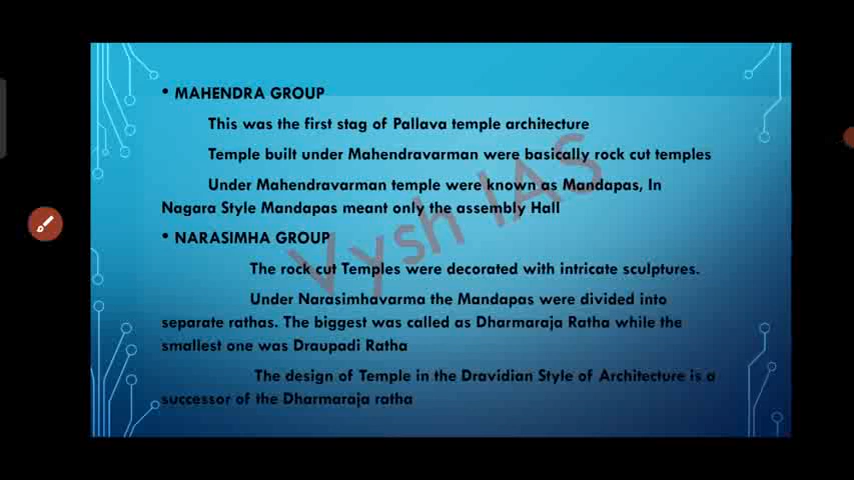 • MAHENDRA GROUP
This was the first stag of Pallava temple architecture
Temple built under Mahendravarman were basically rock cut temples
Under Mahendravarman temple were known as Mandapas, In
Nagara Style Mandapas meant only the assembly Hall
• NARASIMHA GROUP
The rock cut Temples were decorated with intricate sculptures.
Under Narasimhavarma the Mandapas were divided into
separate rathas. The biggest was called as Dharmaraja Ratha while the
smallest one was Draupadi Ratha
The design of Temple in the Dravidian Style of Architecture is a
successor of the Dharmaraja ratha
Vysh IAS